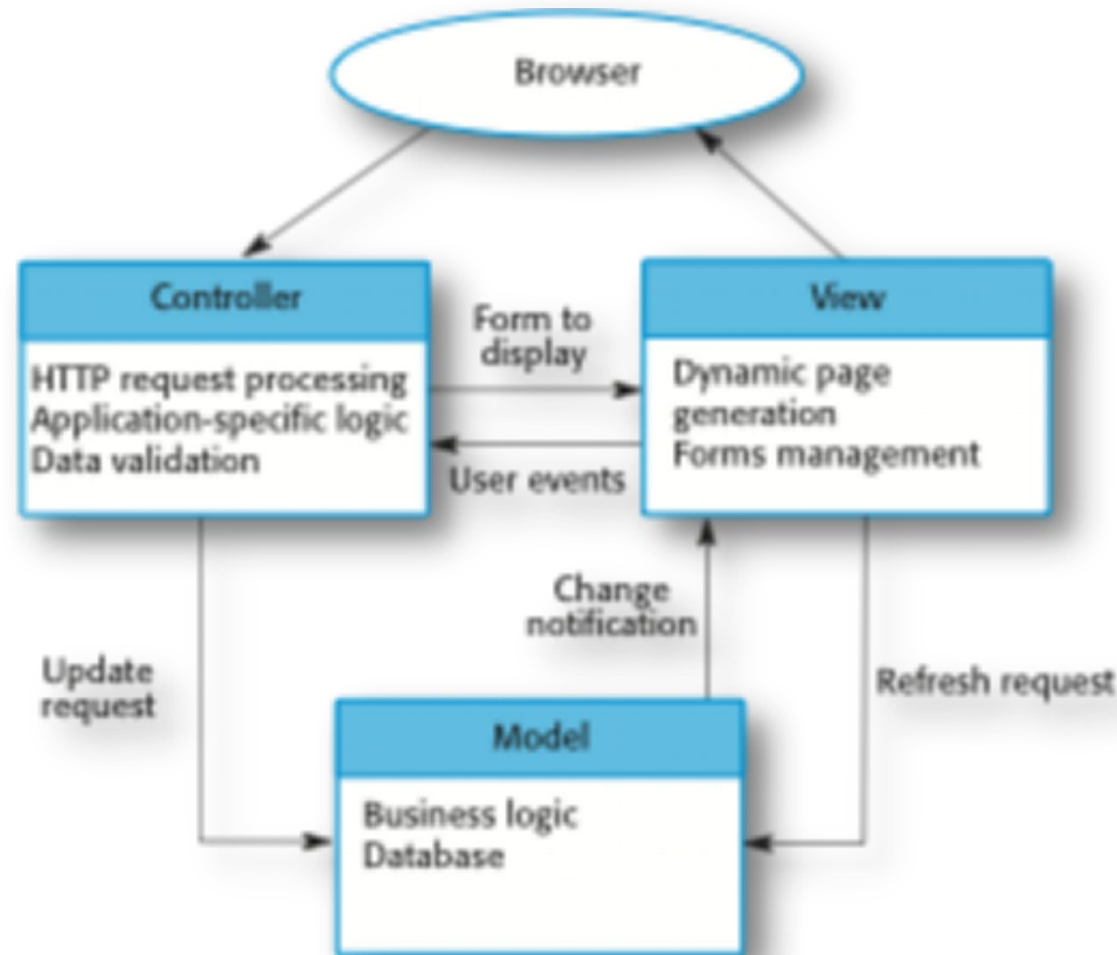 Browser
Controller
HTTP request processing
Application-specific logic
Data validation
Form to
display
User events
View
Dynamic page
generation
Forms management
Change
notification
Update
request
Refresh request
Model
Business logic
Database